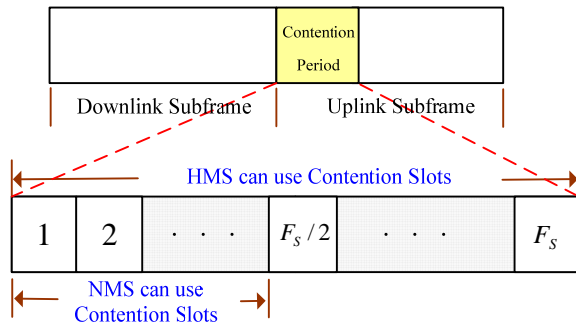 Contention
Period
Downlink Subframe
Uplink Subframe
HMS can use Contention Slots
1 2 · · · F_S / 2 · · · F_S
NMS can use
Contention Slots